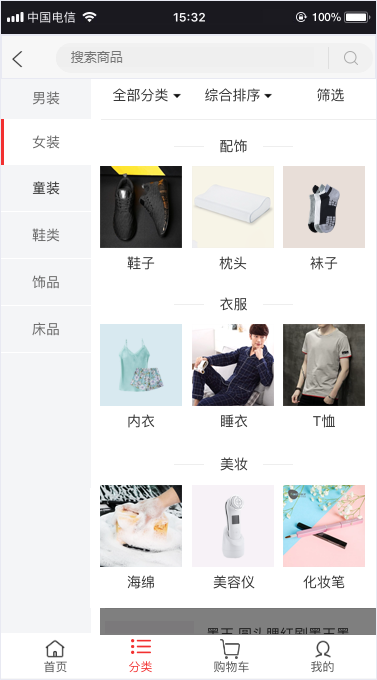 中国电信 15:32 100%
搜索商品
男装
女装
童装
鞋类
饰品
床品
全部分类 综合排序 筛选
配饰
鞋子 枕头 袜子
衣服
内衣 睡衣 T恤
美妆
海绵 美容仪 化妆笔
首页 分类 购物车 我的